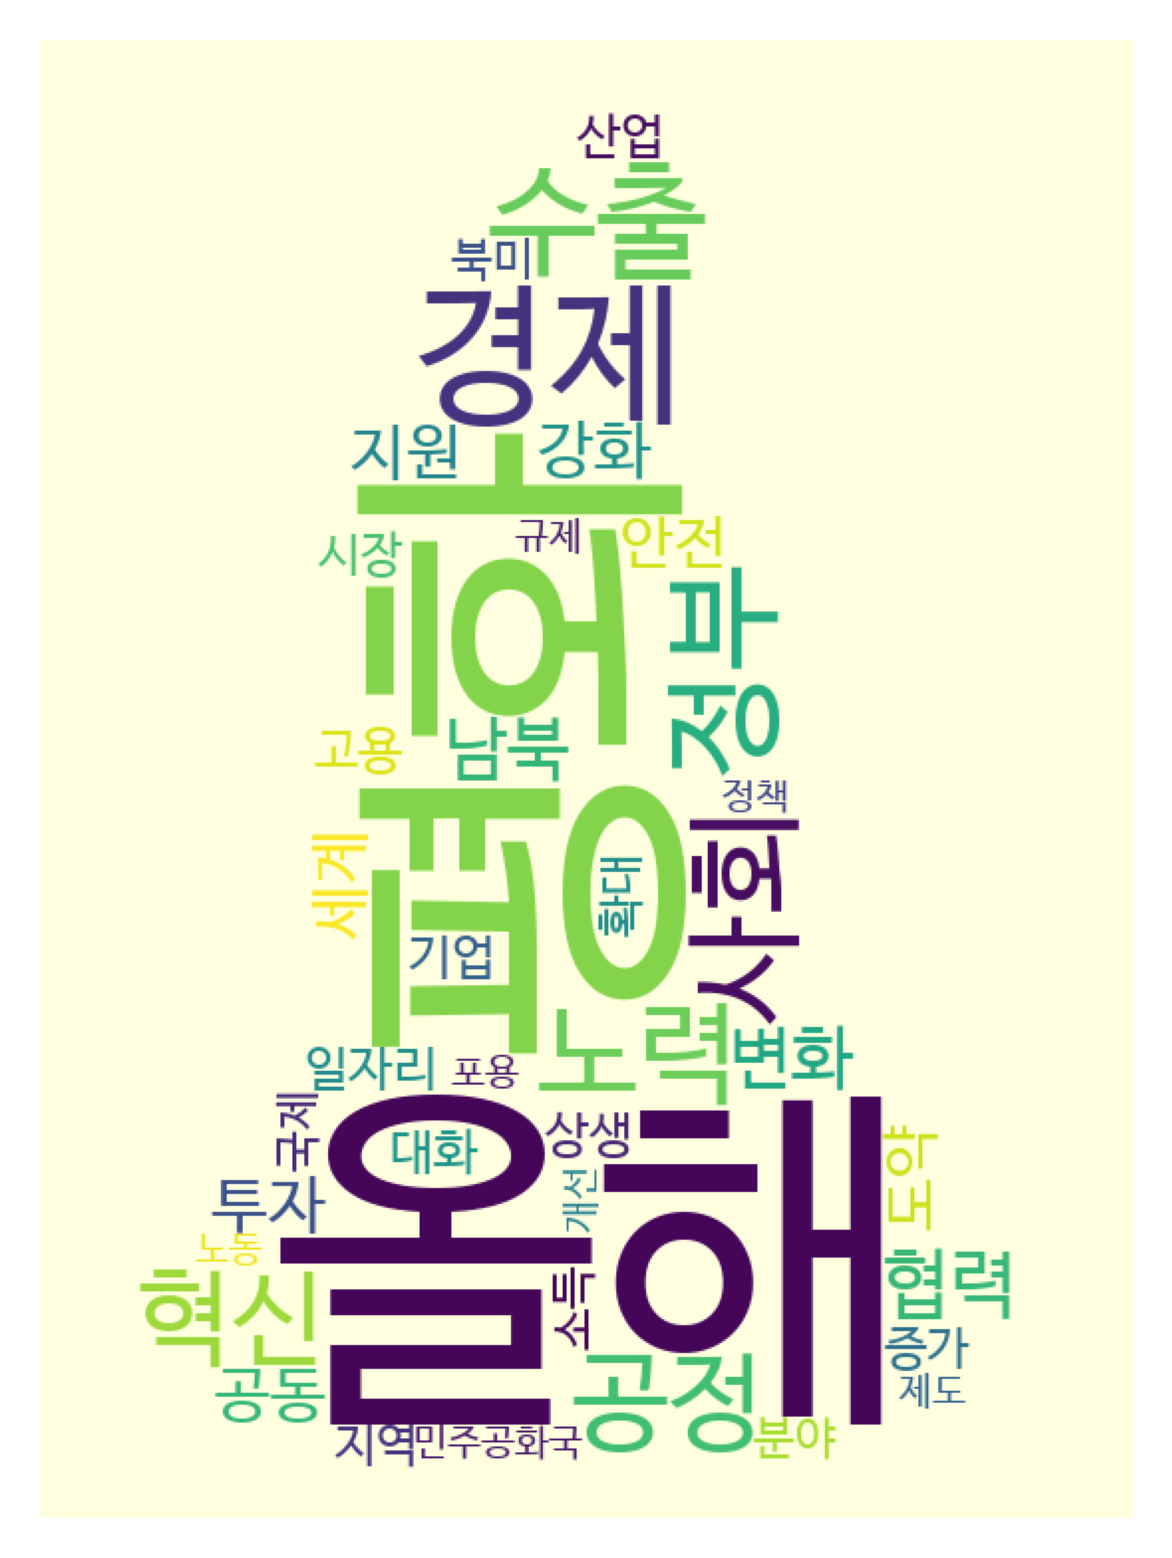 산업
수출
북미
경제
지원
강화
평화
규제
안전
시장
정부
고용
남북
정책
세계
확대
사회
기업
노력
변화
일자리
포용
올해
국제
대화
상생
도약
개선
투자
노동
협력
혁신
소득
증가
공정
공동
제도
지역
민주공화국
분야